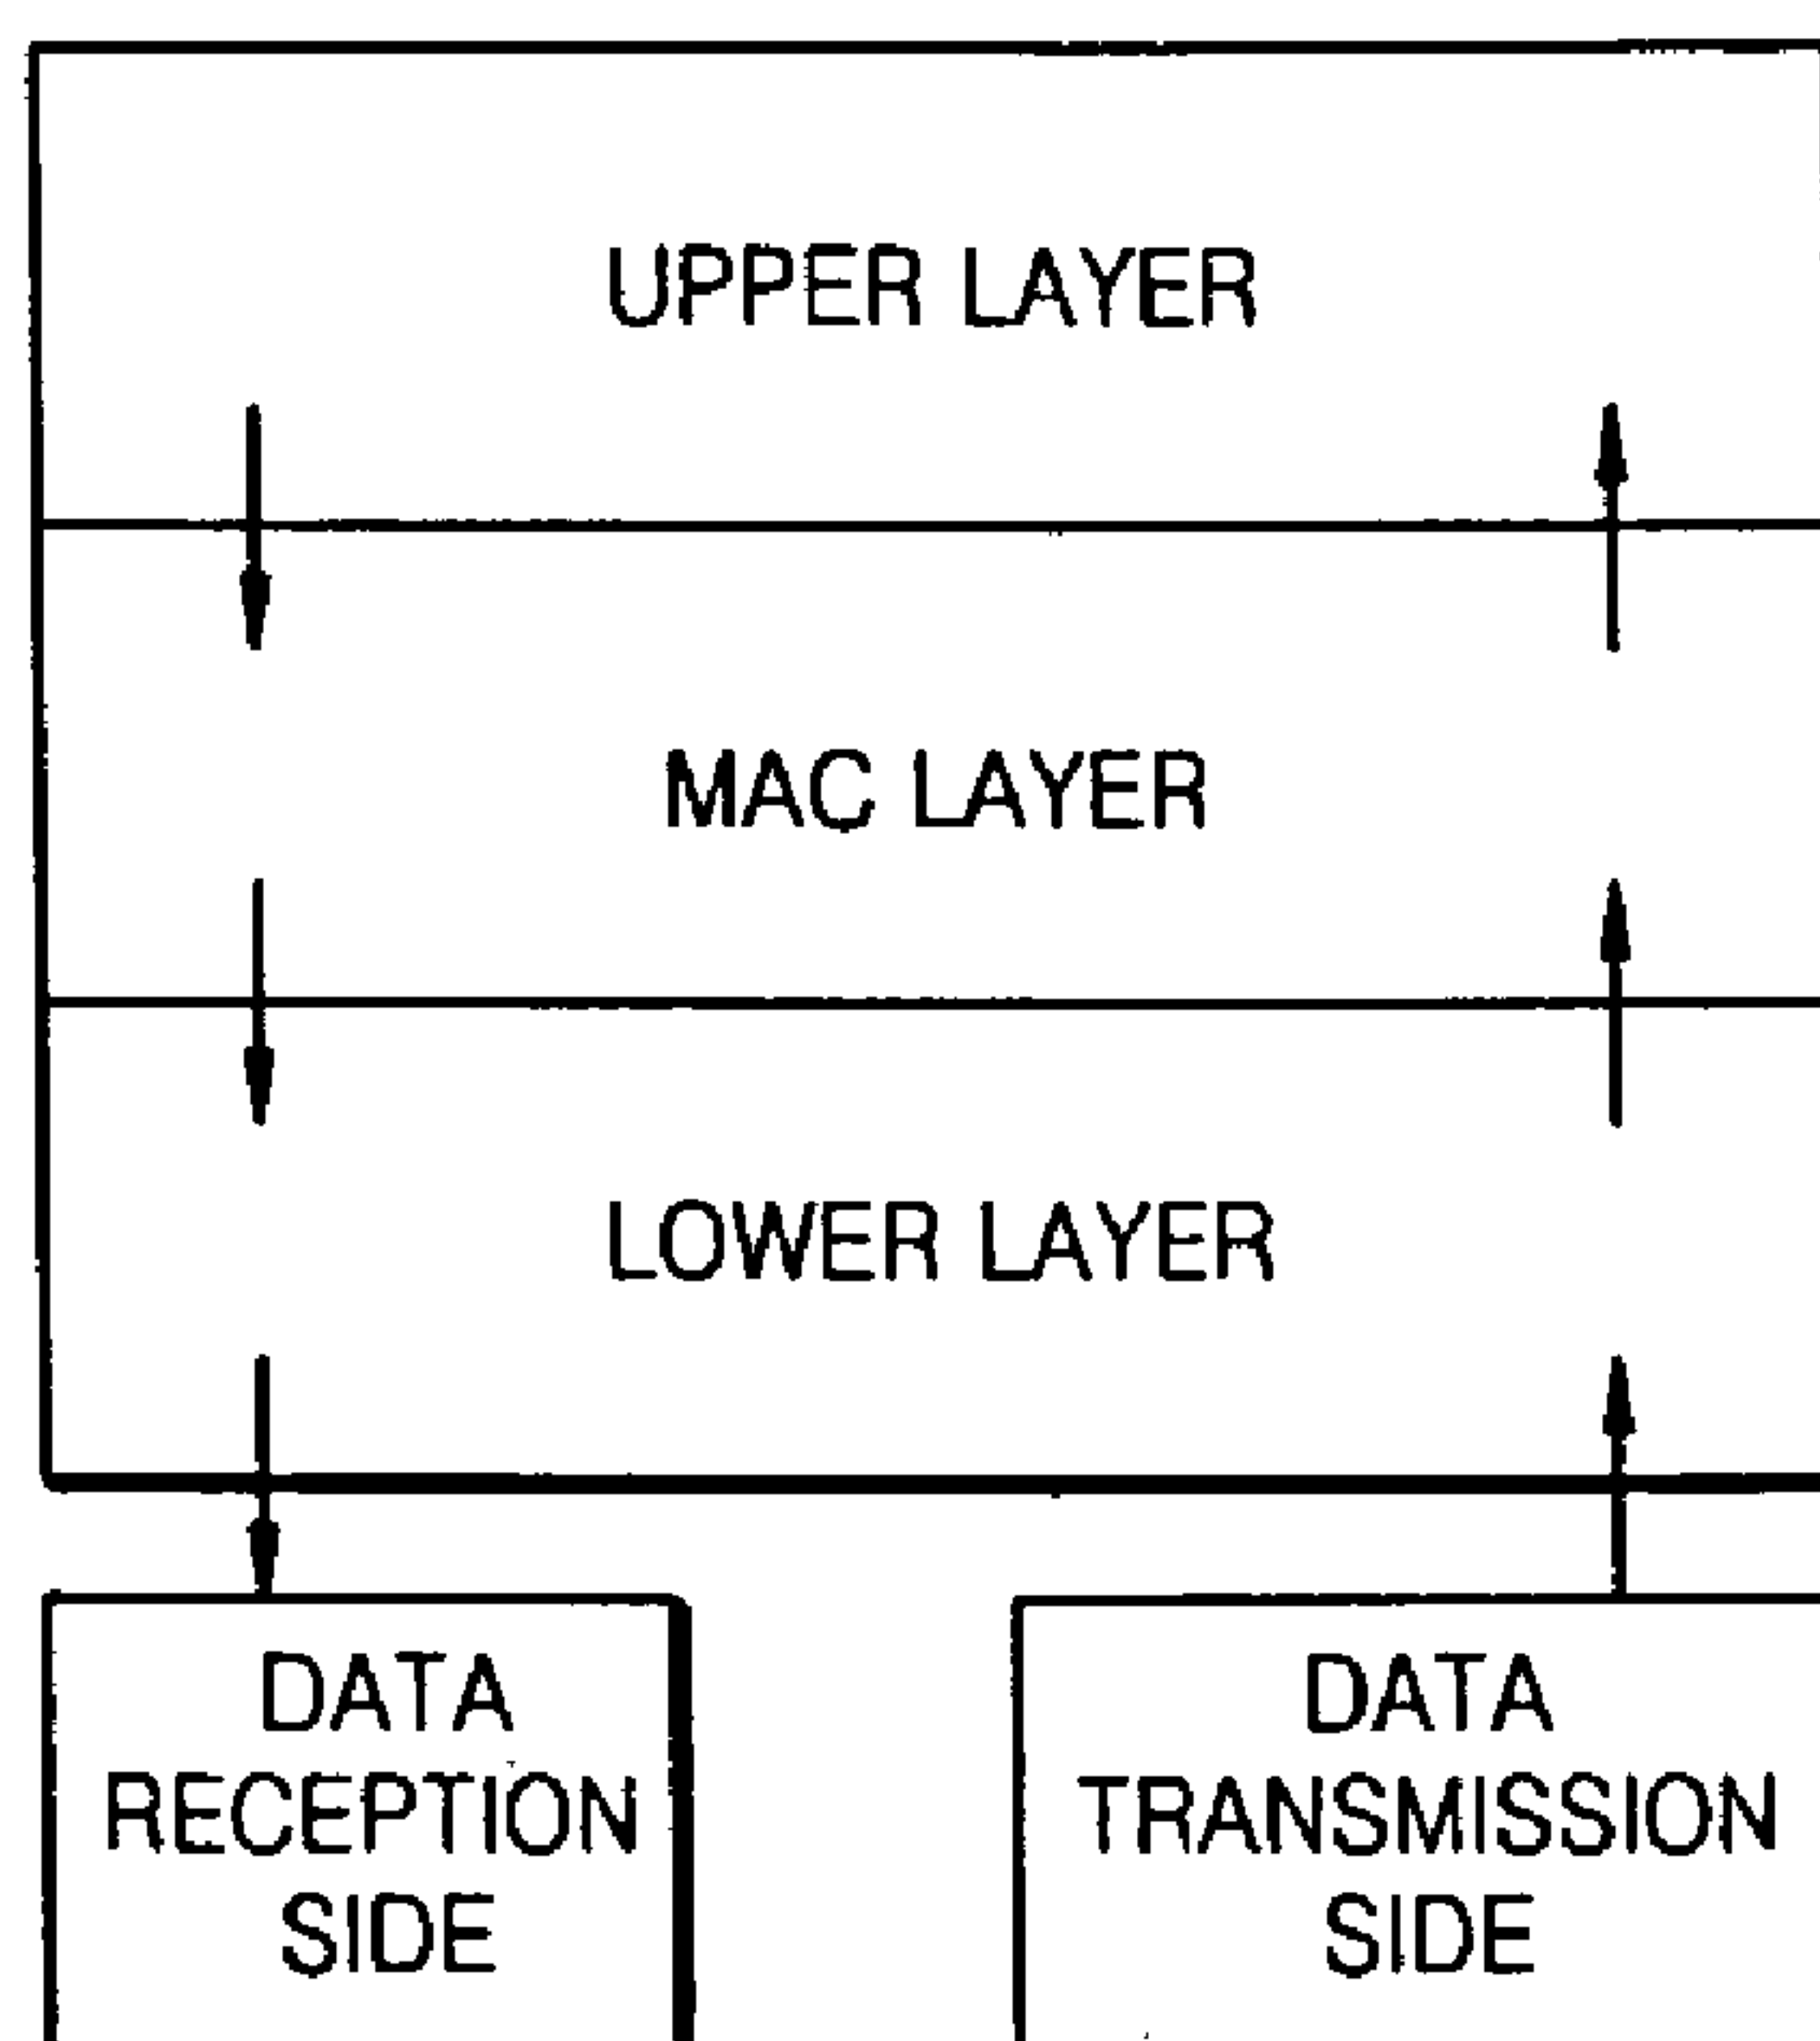 UPPER LAYER
MAC LAYER
LOWER LAYER
DATA
RECEPTION
SIDE
DATA
TRANSMISSION
SIDE